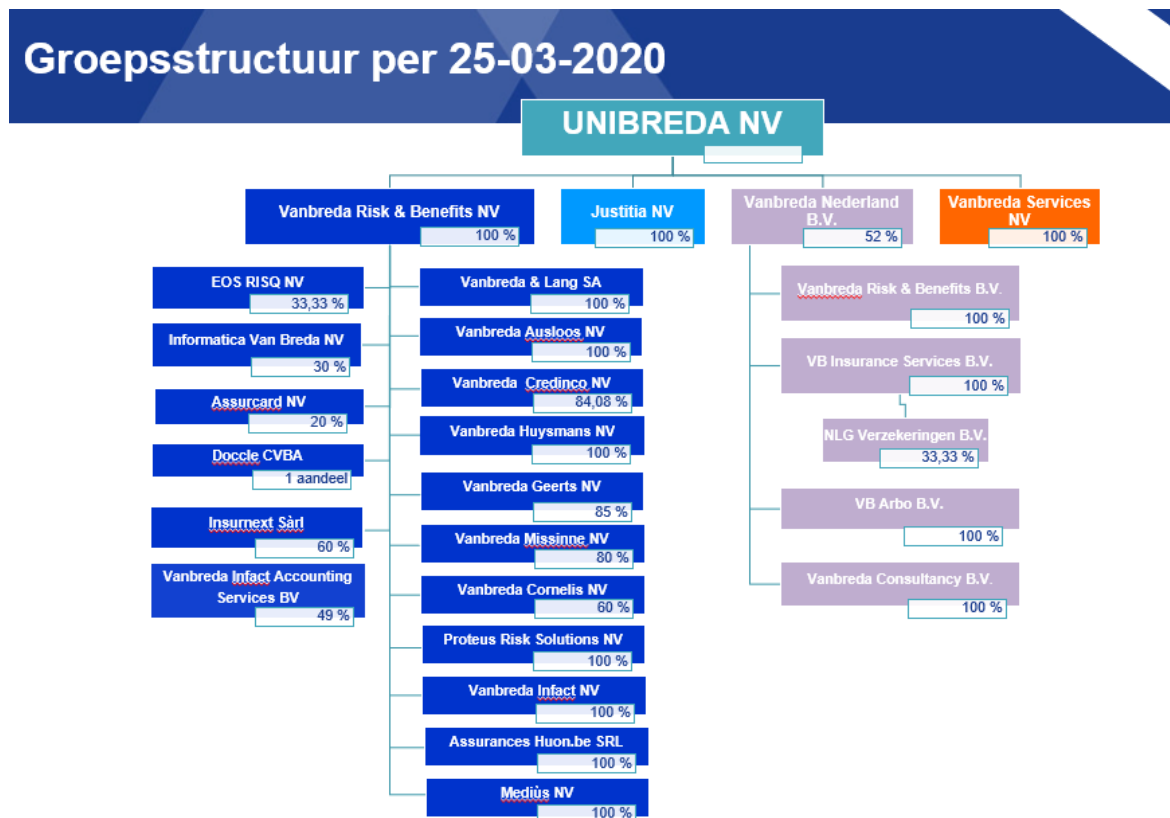 Groepsstructuur per 25-03-2020
UNIBREDA NV
Vanbreda Risk & Benefits NV
100 %
Justitia NV
100 %
Vanbreda Nederland
B.V.
52 %
Vanbreda Services
NV
100 %
EOS RISQ NV
33,33 %
Informatica Van Breda NV
30 %
Assurcard NV
20 %
Doccle CVBA
1 aandeel
Insurnext Sàrl
60 %
Vanbreda Infact Accounting
Services BV
49 %
Vanbreda & Lang SA
100 %
Vanbreda Ausloos NV
100 %
Vanbreda Credinco NV
84,08 %
Vanbreda Huysmans NV
100 %
Vanbreda Geerts NV
85 %
Vanbreda Missinne NV
80 %
Vanbreda Cornelis NV
60 %
Proteus Risk Solutions NV
100 %
Vanbreda Infact NV
100 %
Assurances Huon.be SRL
100 %
Mediùs NV
100 %
Vanbreda Risk & Benefits B.V.
100 %
VB Insurance Services B.V.
100 %
NLG Verzekeringen B.V.
33,33 %
VB Arbo B.V.
100 %
Vanbreda Consultancy B.V.
100 %